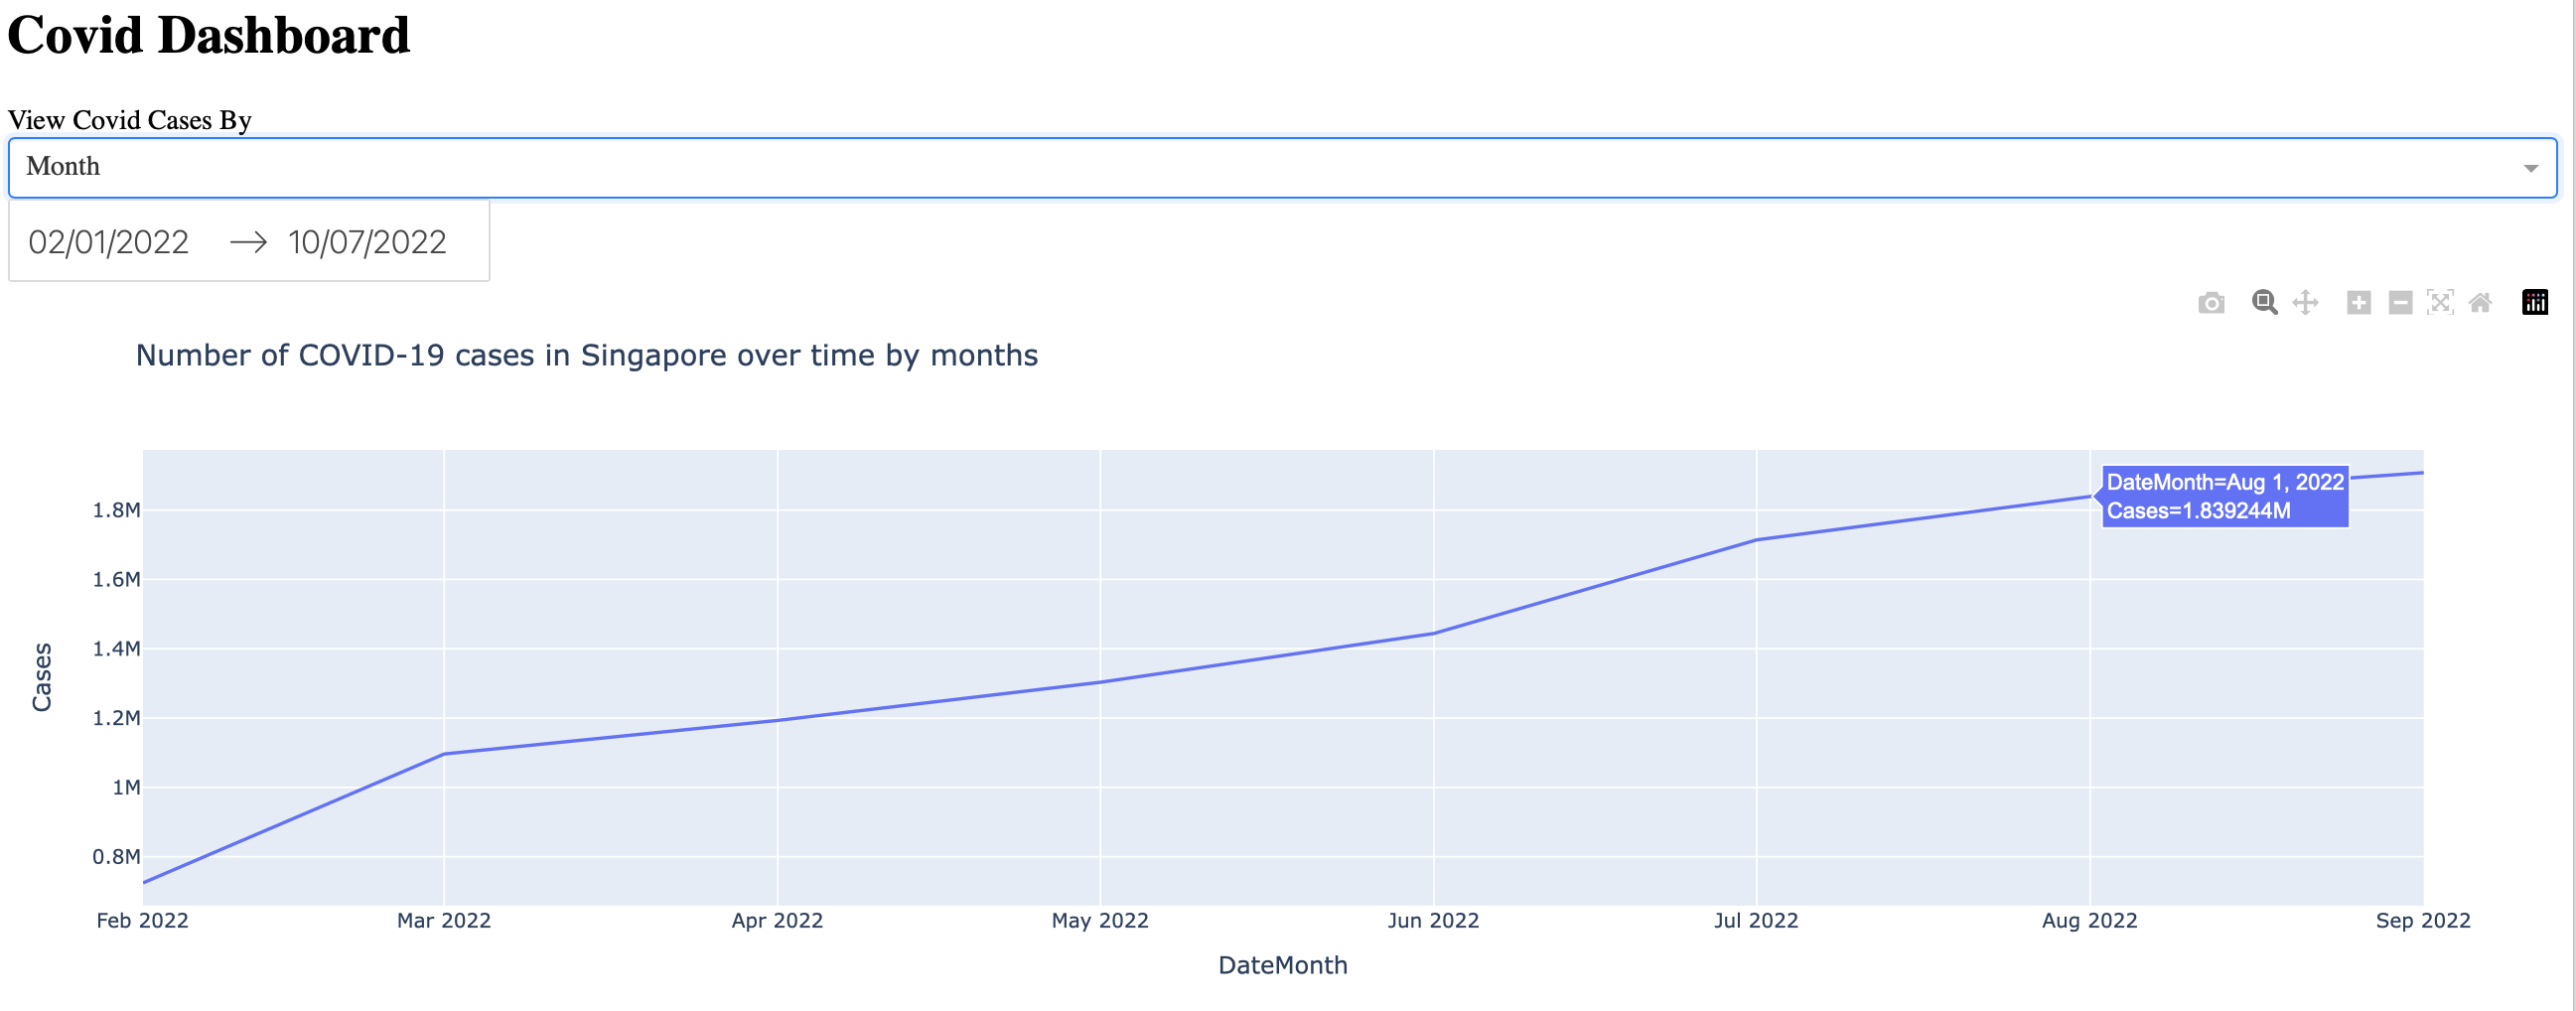 Covid Dashboard
View Covid Cases By
Month
02/01/2022 → 10/07/2022
Number of COVID-19 cases in Singapore over time by months
1.8M
1.6M
1.4M
1.2M
1M
0.8M
Cases
DateMonth=Aug 1, 2022
Cases=1.839244M
Feb 2022 Mar 2022 Apr 2022 May 2022 Jun 2022 Jul 2022 Aug 2022 Sep 2022
DateMonth